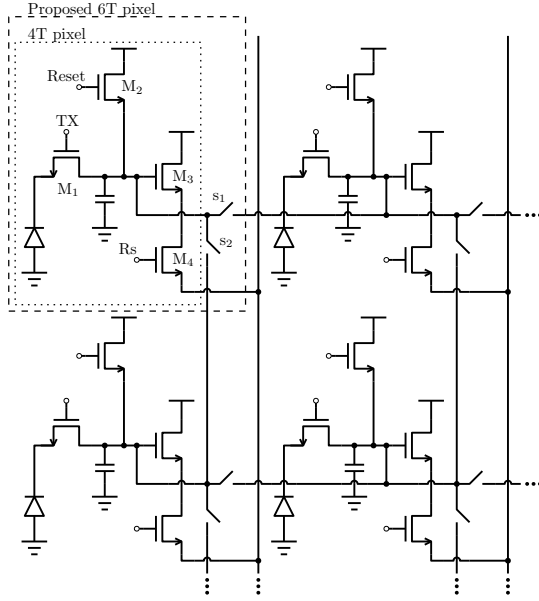 Proposed 6T pixel
4T pixel
Reset
M2
TX
M3
M1
s1
s2
Rs
M4